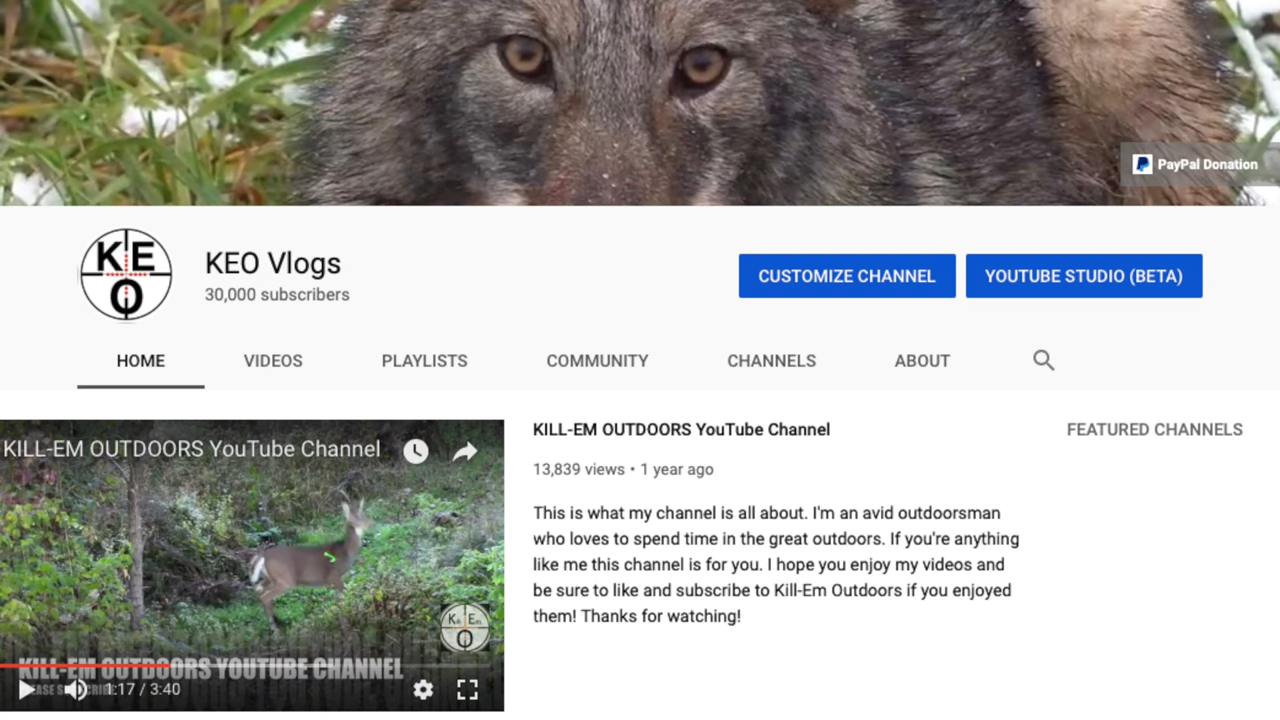 PayPal Donation
K E
O
KEO Vlogs
30,000 subscribers
CUSTOMIZE CHANNEL
YOUTUBE STUDIO (BETA)
HOME
VIDEOS
PLAYLISTS
COMMUNITY
CHANNELS
ABOUT
KILL-EM OUTDOORS YouTube Channel
K E
O
KILL-EM OUTDOORS YOUTUBE CHANNEL
1:17 / 3:40
KILL-EM OUTDOORS YouTube Channel
13,839 views • 1 year ago
This is what my channel is all about. I'm an avid outdoorsman
who loves to spend time in the great outdoors. If you're anything
like me this channel is for you. I hope you enjoy my videos and
be sure to like and subscribe to Kill-Em Outdoors if you enjoyed
them! Thanks for watching!
FEATURED CHANNELS